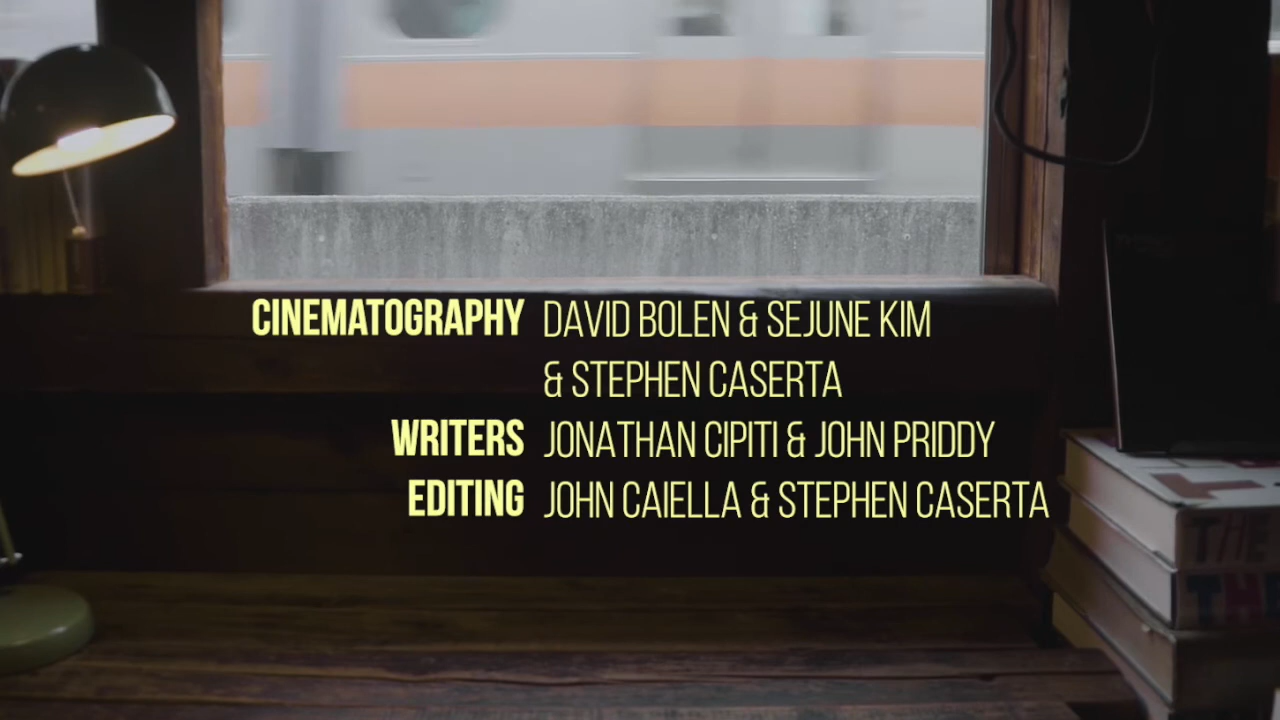 CINEMATOGRAPHY DAVID BOLEN & SEJUNE KIM
& STEPHEN CASERTA
WRITERS JONATHAN CIPITI & JOHN PRIDDY
EDITING JOHN CAIELLA & STEPHEN CASERTA